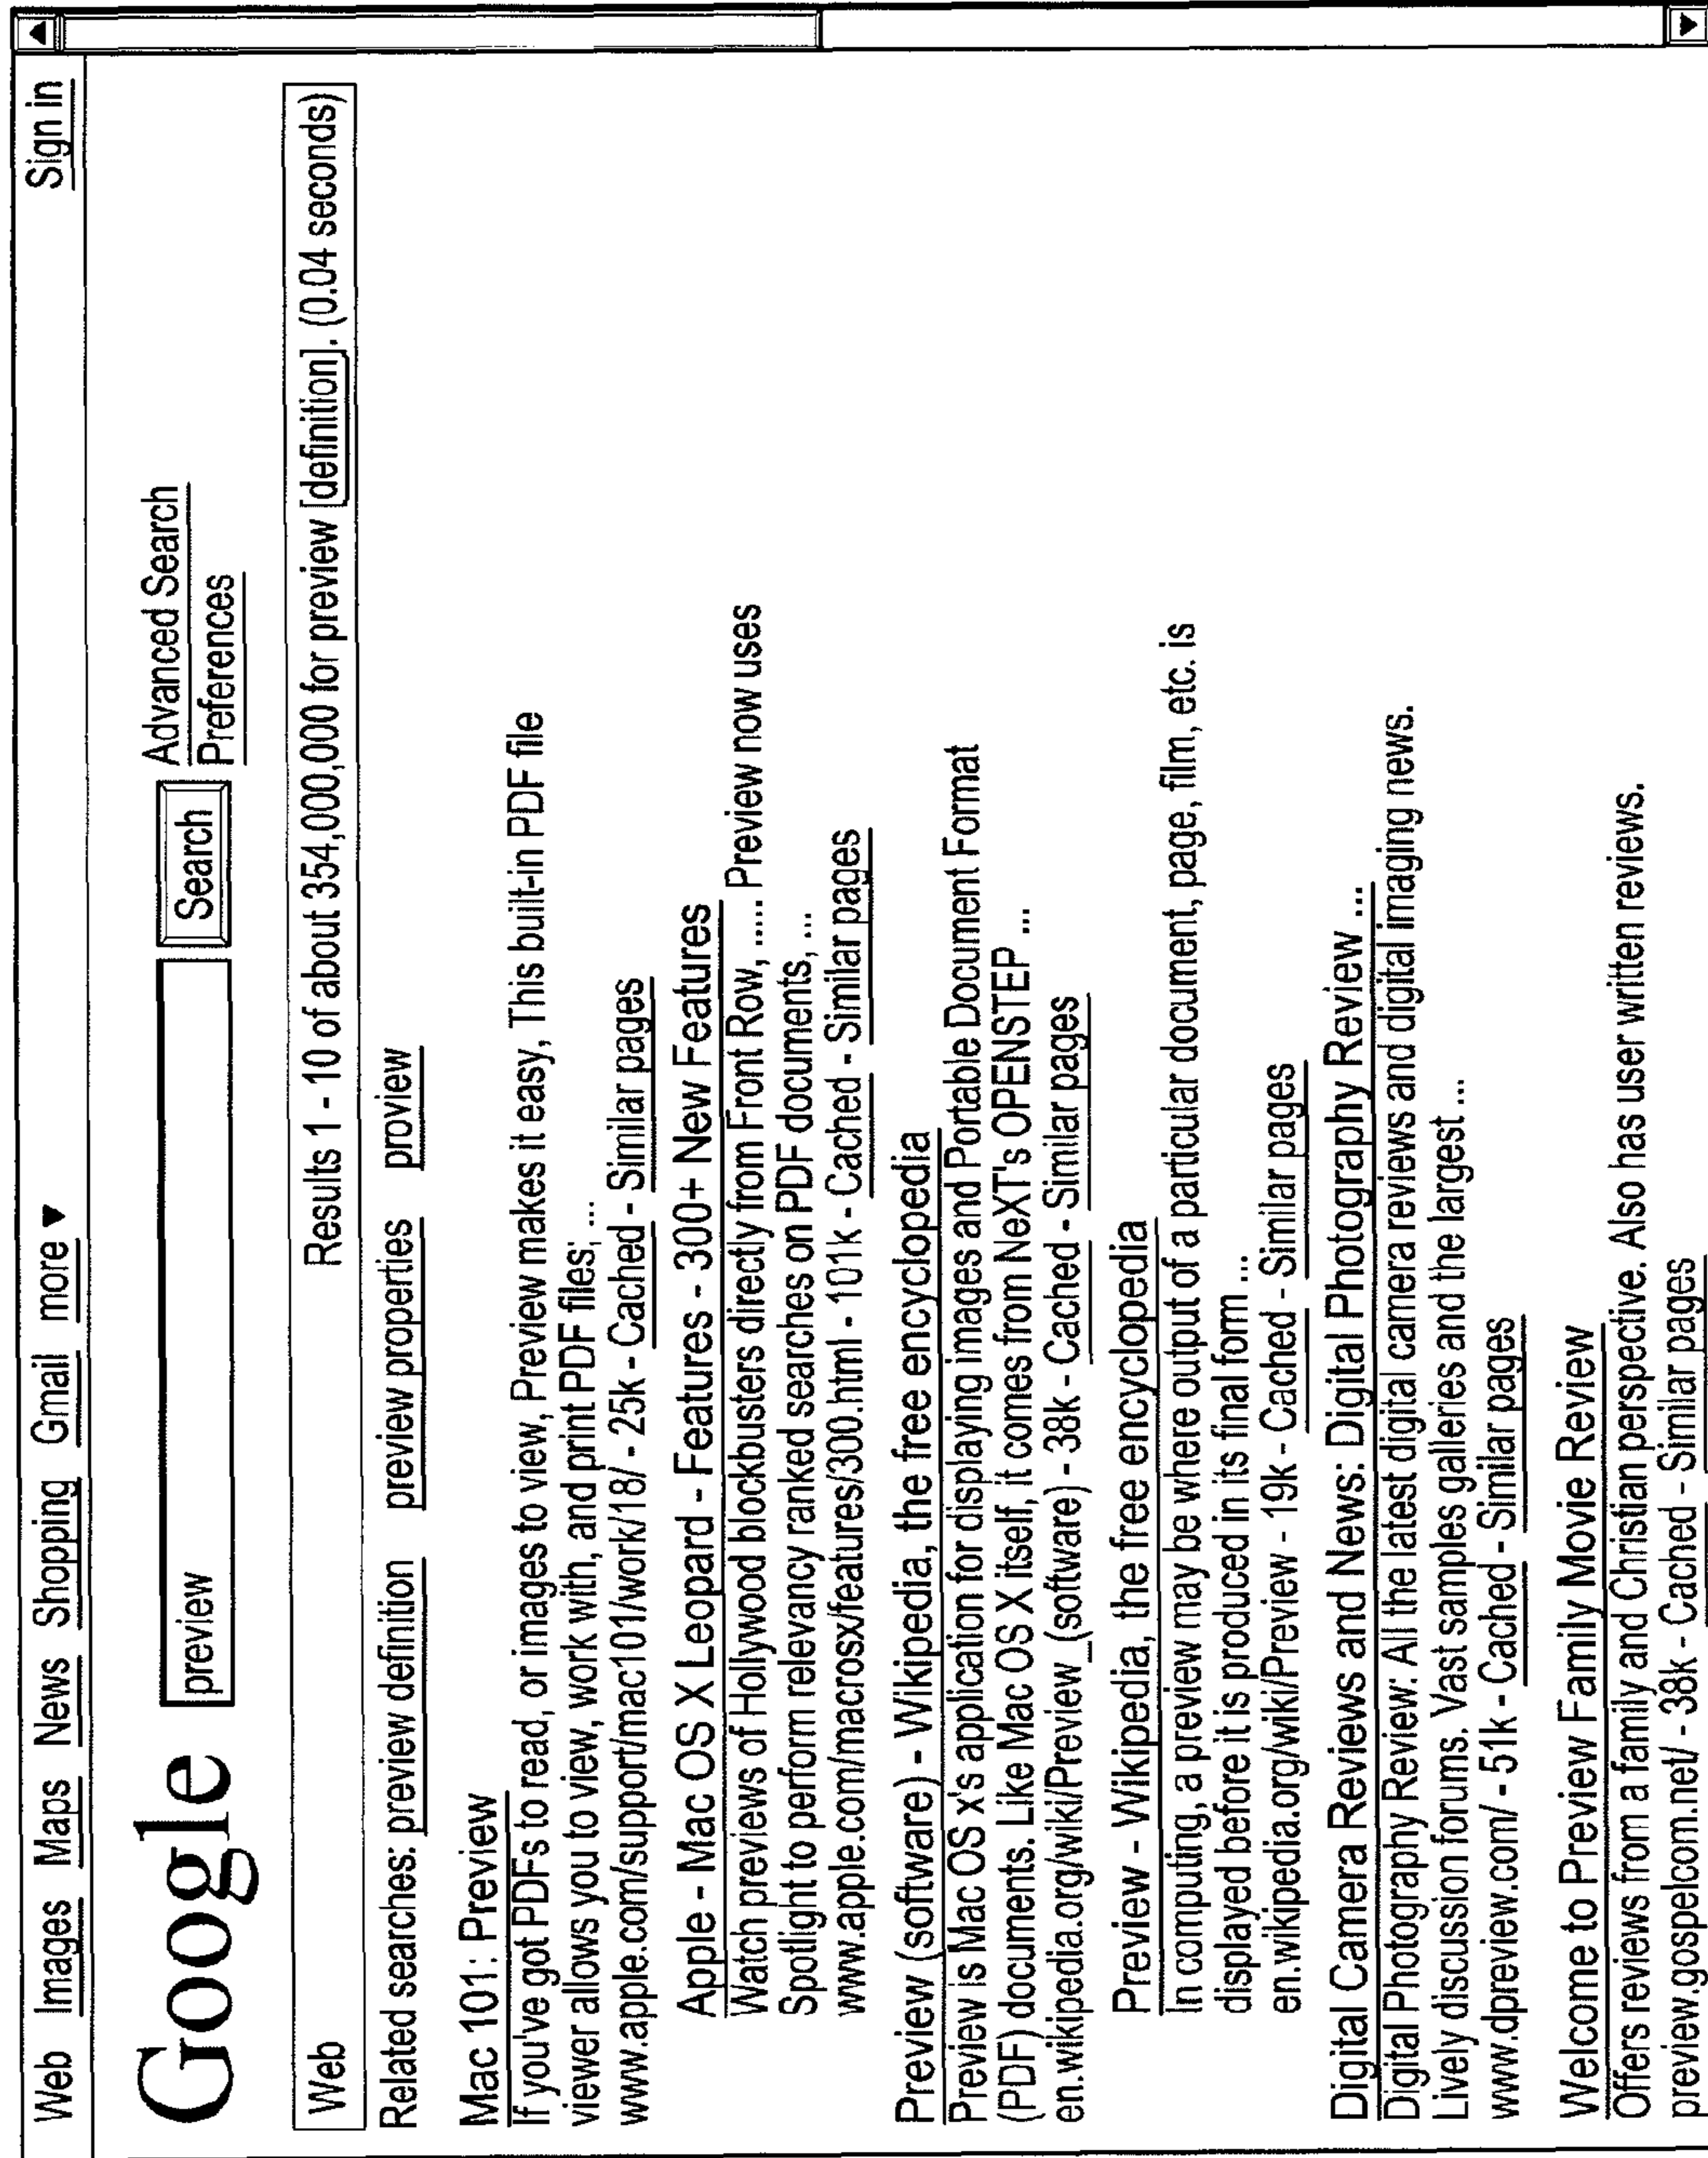 Web Images Maps News Shopping Gmail more ▼ Sign in
Google preview Search Advanced Search
Preferences
Web Results 1 - 10 of about 354,000,000 for preview [definition]. (0.04 seconds)
Related searches: preview definition preview properties proview
Mac 101: Preview
If you've got PDFs to read, or images to view, Preview makes it easy, This built-in PDF file
viewer allows you to view, work with, and print PDF files; ...
www.apple.com/support/mac101/work/18/ - 25k - Cached - Similar pages
Apple - Mac OS X Leopard - Features - 300+ New Features
Watch previews of Hollywood blockbusters directly from Front Row, ..... Preview now uses
Spotlight to perform relevancy ranked searches on PDF documents, ...
www.apple.com/macrosx/features/300.html - 101k - Cached - Similar pages
Preview (software) - Wikipedia, the free encyclopedia
Preview is Mac OS x's application for displaying images and Portable Document Format
(PDF) documents. Like Mac OS X itself, it comes from NeXT's OPENSTEP ...
en.wikipedia.org/wiki/Preview_(software) - 38k - Cached - Similar pages
Preview - Wikipedia, the free encyclopedia
In computing, a preview may be where output of a particular document, page, film, etc. is
displayed before it is produced in its final form ...
en.wikipedia.org/wiki/Preview - 19k - Cached - Similar pages
Digital Camera Reviews and News: Digital Photography Review ...
Digital Photography Review: All the latest digital camera reviews and digital imaging news.
Lively discussion forums. Vast samples galleries and the largest ...
www.dpreview.com/ - 51k - Cached - Similar pages
Welcome to Preview Family Movie Review
Offers reviews from a family and Christian perspective. Also has user written reviews.
preview.gospelcom.net/ - 38k - Cached - Similar pages